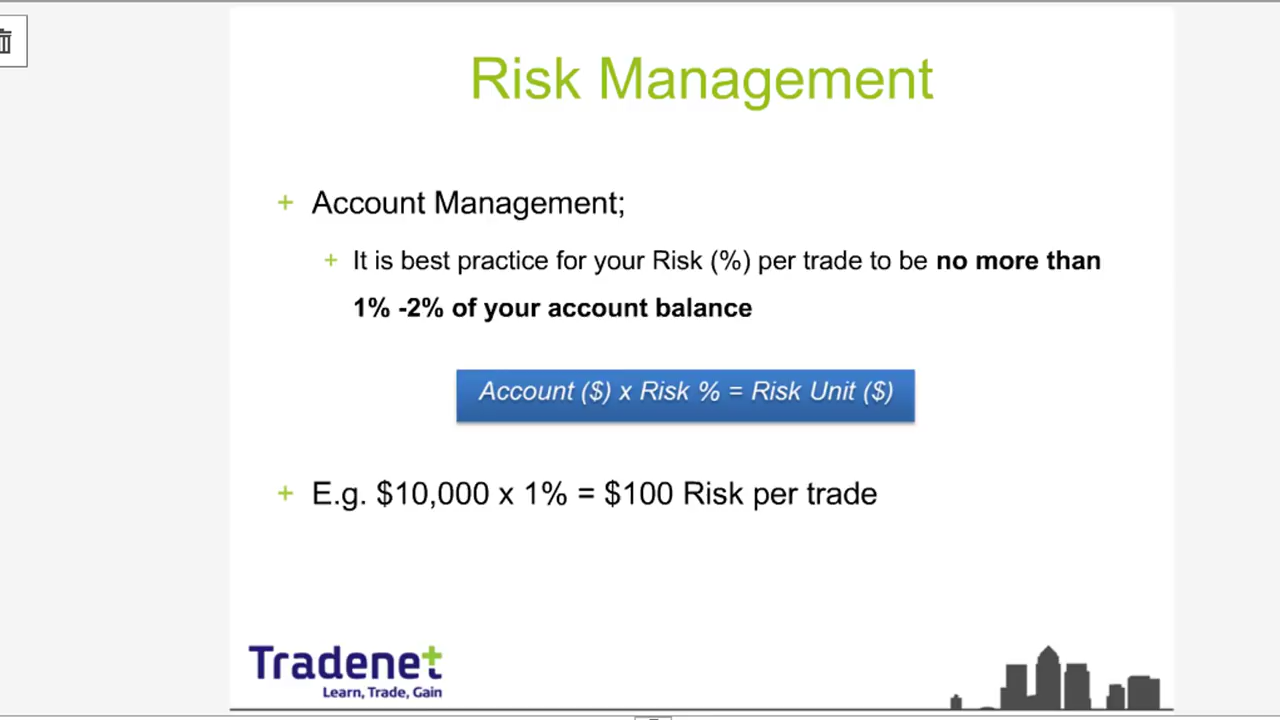 Risk Management
+ Account Management;
+ It is best practice for your Risk (%) per trade to be no more than
1% -2% of your account balance
Account ($) x Risk % = Risk Unit ($)
+ E.g. $10,000 x 1% = $100 Risk per trade
Tradenet
Learn, Trade, Gain